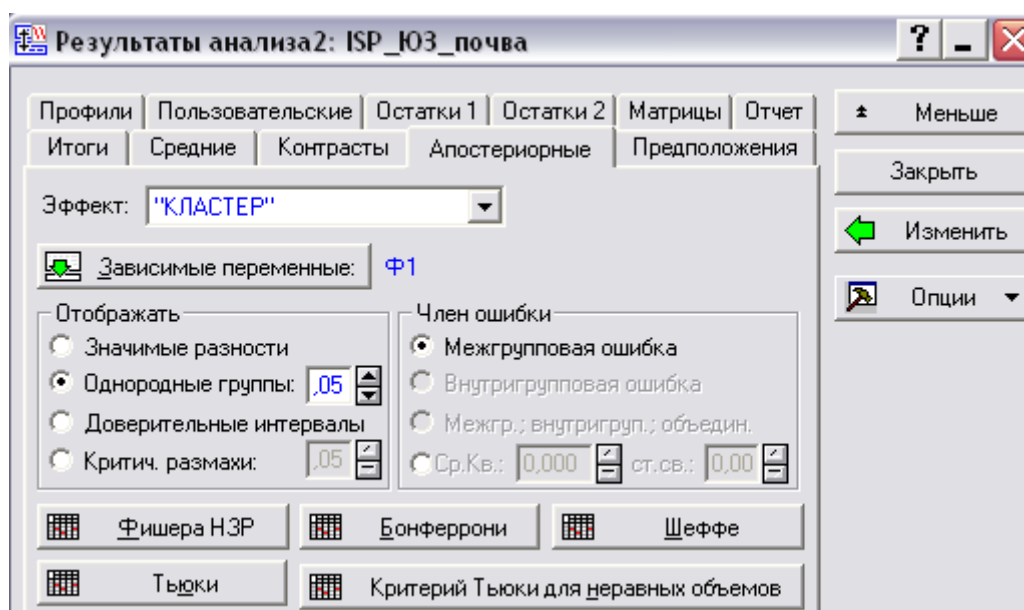 Результаты анализа2: ISP_ЮЗ_почва
Профили Пользовательские Остатки 1 Остатки 2 Матрицы Отчет
Итоги Средние Контрасты Апостериорные Предположения
Меньше
Закрыть
Изменить
Опции
Эффект: "КЛАСТЕР"
Зависимые переменные: Ф1
Отображать
Значимые разности
Однородные группы: ,05
Доверительные интервалы
Критич. размахи: ,05
Член ошибки
Межгрупповая ошибка
Внутригрупповая ошибка
Межгр.; внутригруп.; объедин.
Ср.Кв.: 0,000 ст.св.: 0,00
Фишера НЗР Бонферрони Шеффе
Тьюки Критерий Тьюки для неравных объемов